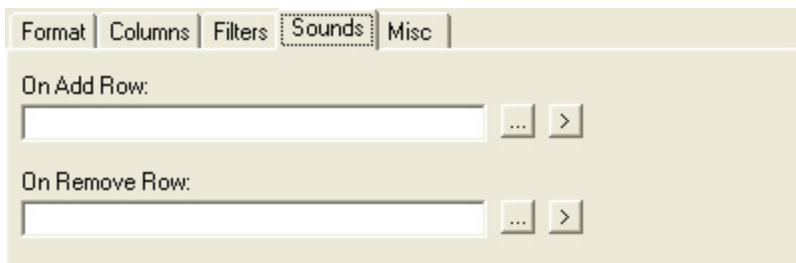 Format Columns Filters Sounds Misc
On Add Row:
... >
On Remove Row:
... >